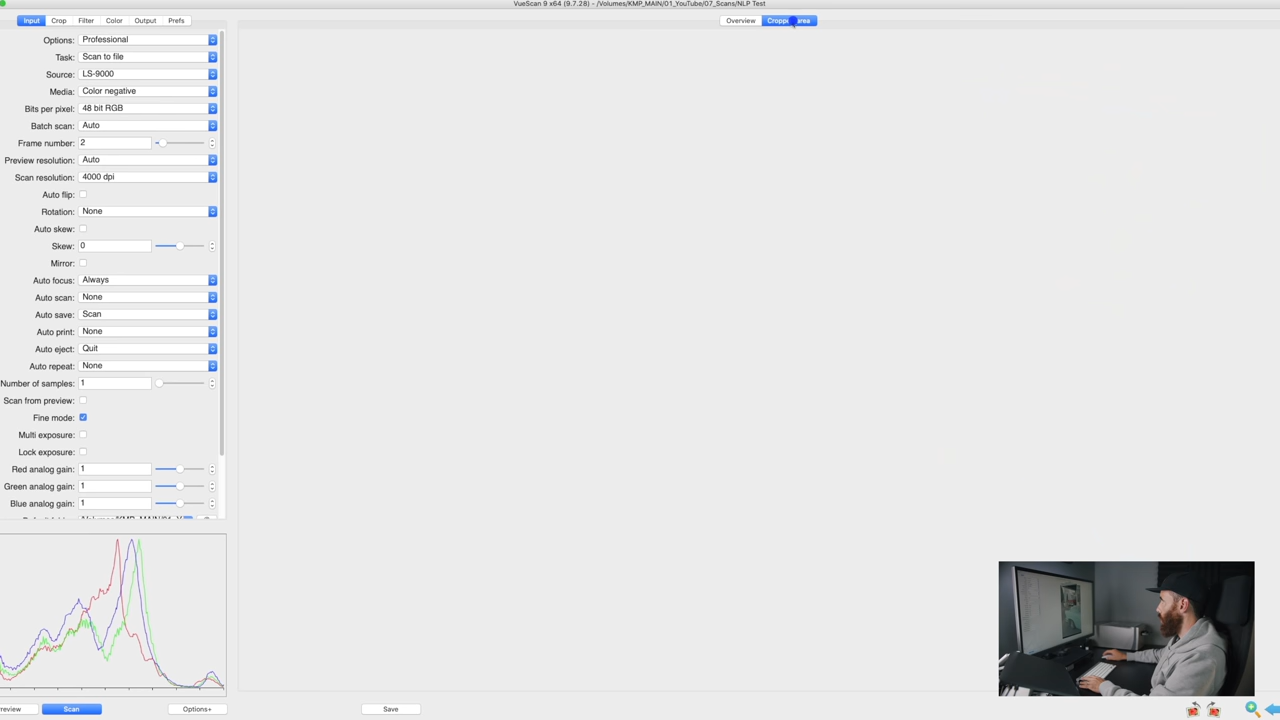 VueScan 9 x64 (9.7.28) - /Volumes/KMP_MAIN/01_YouTube/07_Scans/NLP Test
Input Crop Filter Color Output Prefs
Overview
Options: Professional
Task: Scan to file
Source: LS-9000
Media: Color negative
Bits per pixel: 48 bit RGB
Batch scan: Auto
Frame number: 2
Preview resolution: Auto
Scan resolution: 4000 dpi
Auto flip:
Rotation: None
Auto skew:
Skew: 0
Mirror:
Auto focus: Always
Auto scan: None
Auto save: Scan
Auto print: None
Auto eject: Quit
Auto repeat: None
Number of samples: 1
Scan from preview:
Fine mode:
Multi exposure:
Lock exposure:
Red analog gain: 1
Green analog gain: 1
Blue analog gain: 1
review Scan Options+ Save